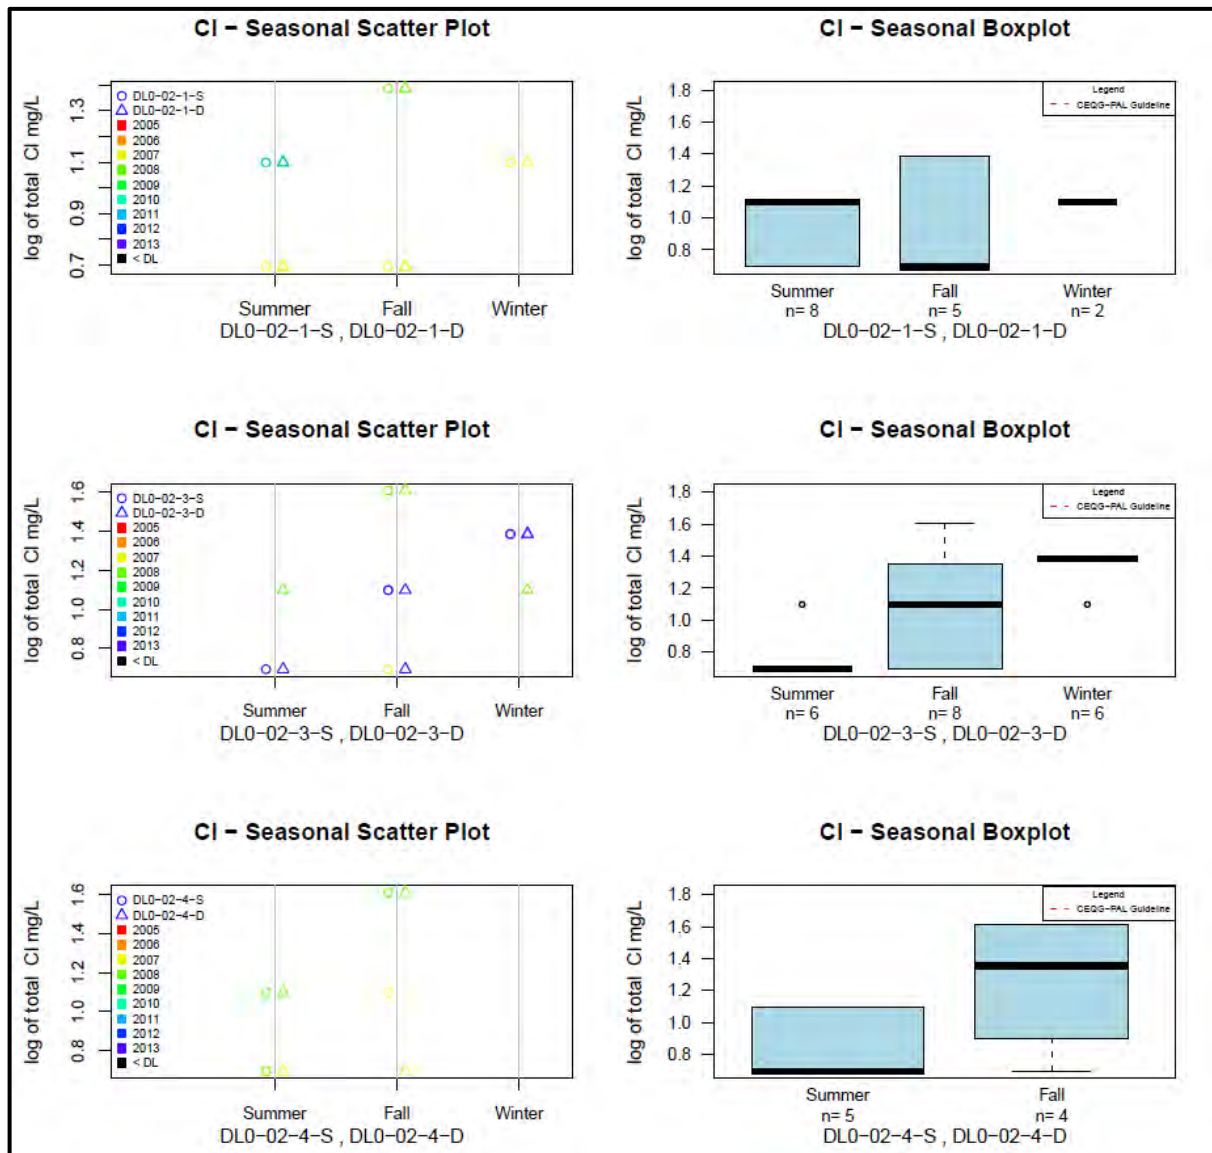 Cl − Seasonal Scatter Plot
log of total  Cl mg/L
1.3
1.1
0.9
0.7
DL0−02−1−S
DL0−02−1−D
2005
2006
2007
2008
2009
2010
2011
2012
2013
< DL
Summer Fall Winter
DL0−02−1−S , DL0−02−1−D
Cl − Seasonal Boxplot
log of total  Cl mg/L
1.8
1.6
1.4
1.2
1.0
0.8
Legend
CEQG−PAL Guideline
Summer Fall Winter
n= 8 n= 5 n= 2
DL0−02−1−S , DL0−02−1−D
Cl − Seasonal Scatter Plot
log of total  Cl mg/L
1.6
1.4
1.2
1.0
0.8
DL0−02−3−S
DL0−02−3−D
2005
2006
2007
2008
2009
2010
2011
2012
2013
< DL
Summer Fall Winter
DL0−02−3−S , DL0−02−3−D
Cl − Seasonal Boxplot
log of total  Cl mg/L
1.8
1.6
1.4
1.2
1.0
0.8
Legend
CEQG−PAL Guideline
Summer Fall Winter
n= 6 n= 8 n= 6
DL0−02−3−S , DL0−02−3−D
Cl − Seasonal Scatter Plot
log of total  Cl mg/L
1.6
1.4
1.2
1.0
0.8
DL0−02−4−S
DL0−02−4−D
2005
2006
2007
2008
2009
2010
2011
2012
2013
< DL
Summer Fall Winter
DL0−02−4−S , DL0−02−4−D
Cl − Seasonal Boxplot
log of total  Cl mg/L
1.8
1.6
1.4
1.2
1.0
0.8
Legend
CEQG−PAL Guideline
Summer Fall
n= 5 n= 4
DL0−02−4−S , DL0−02−4−D